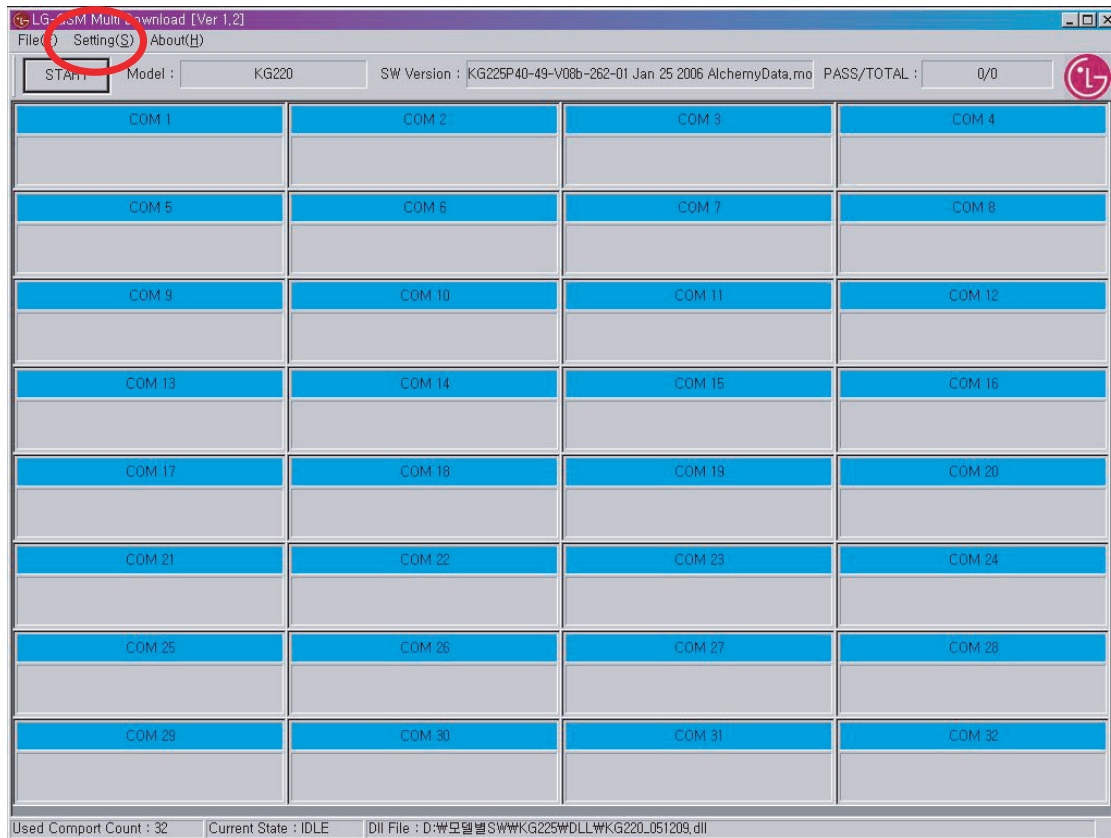 LG-GSM Multi Download [Ver 1,2]
File(F) Setting(S) About(H)
START Model : KG220 SW Version : KG225P40-49-V08b-262-01 Jan 25 2006 AlchemyData,mo PASS/TOTAL : 0/0
COM 1 COM 2 COM 3 COM 4
COM 5 COM 6 COM 7 COM 8
COM 9 COM 10 COM 11 COM 12
COM 13 COM 14 COM 15 COM 16
COM 17 COM 18 COM 19 COM 20
COM 21 COM 22 COM 23 COM 24
COM 25 COM 26 COM 27 COM 28
COM 29 COM 30 COM 31 COM 32
Used Comport Count : 32 Current State : IDLE Dll File : D:₩모델별SW₩KG225₩DLL₩KG220_051209,dll